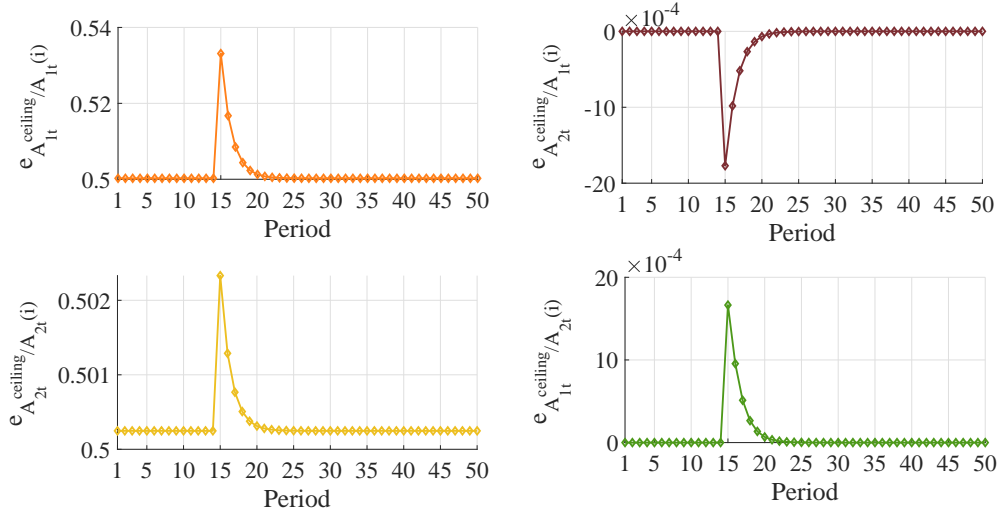 0.54
0.52
0.5
e A_{1t}^{ceiling}/A_{1t}(i)
1 5 10 15 20 25 30 35 40 45 50
Period
×10^{-4}
0
-10
-20
e A_{2t}^{ceiling}/A_{1t}(i)
1 5 10 15 20 25 30 35 40 45 50
Period
0.502
0.501
0.5
e A_{2t}^{ceiling}/A_{2t}(i)
1 5 10 15 20 25 30 35 40 45 50
Period
×10^{-4}
20
10
0
e A_{1t}^{ceiling}/A_{2t}(i)
1 5 10 15 20 25 30 35 40 45 50
Period